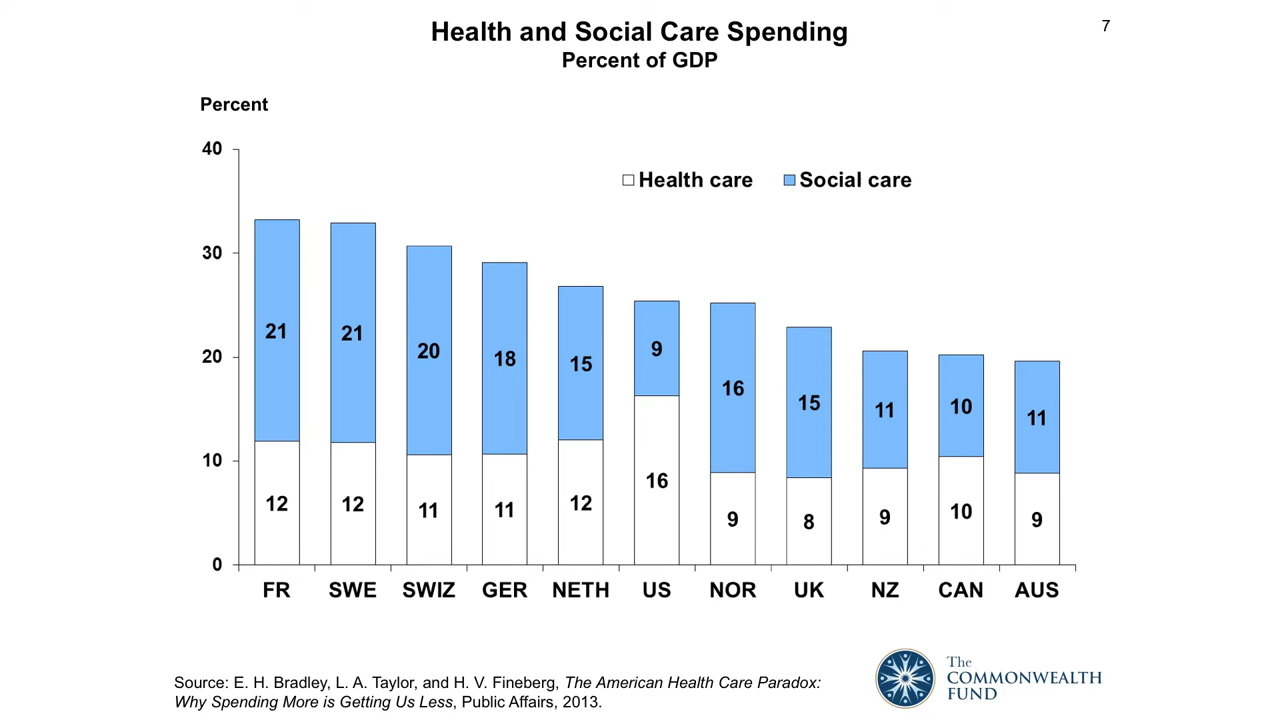 Health and Social Care Spending
Percent of GDP
7
Percent
40
Health care Social care
30
21 21 20 18 15 9 16 15 11 10 11
20
10
12 12 11 11 12 16 9 8 9 10 9
0
FR SWE SWIZ GER NETH US NOR UK NZ CAN AUS
Source: E. H. Bradley, L. A. Taylor, and H. V. Fineberg, The American Health Care Paradox:
Why Spending More is Getting Us Less, Public Affairs, 2013.
The
COMMONWEALTH
FUND